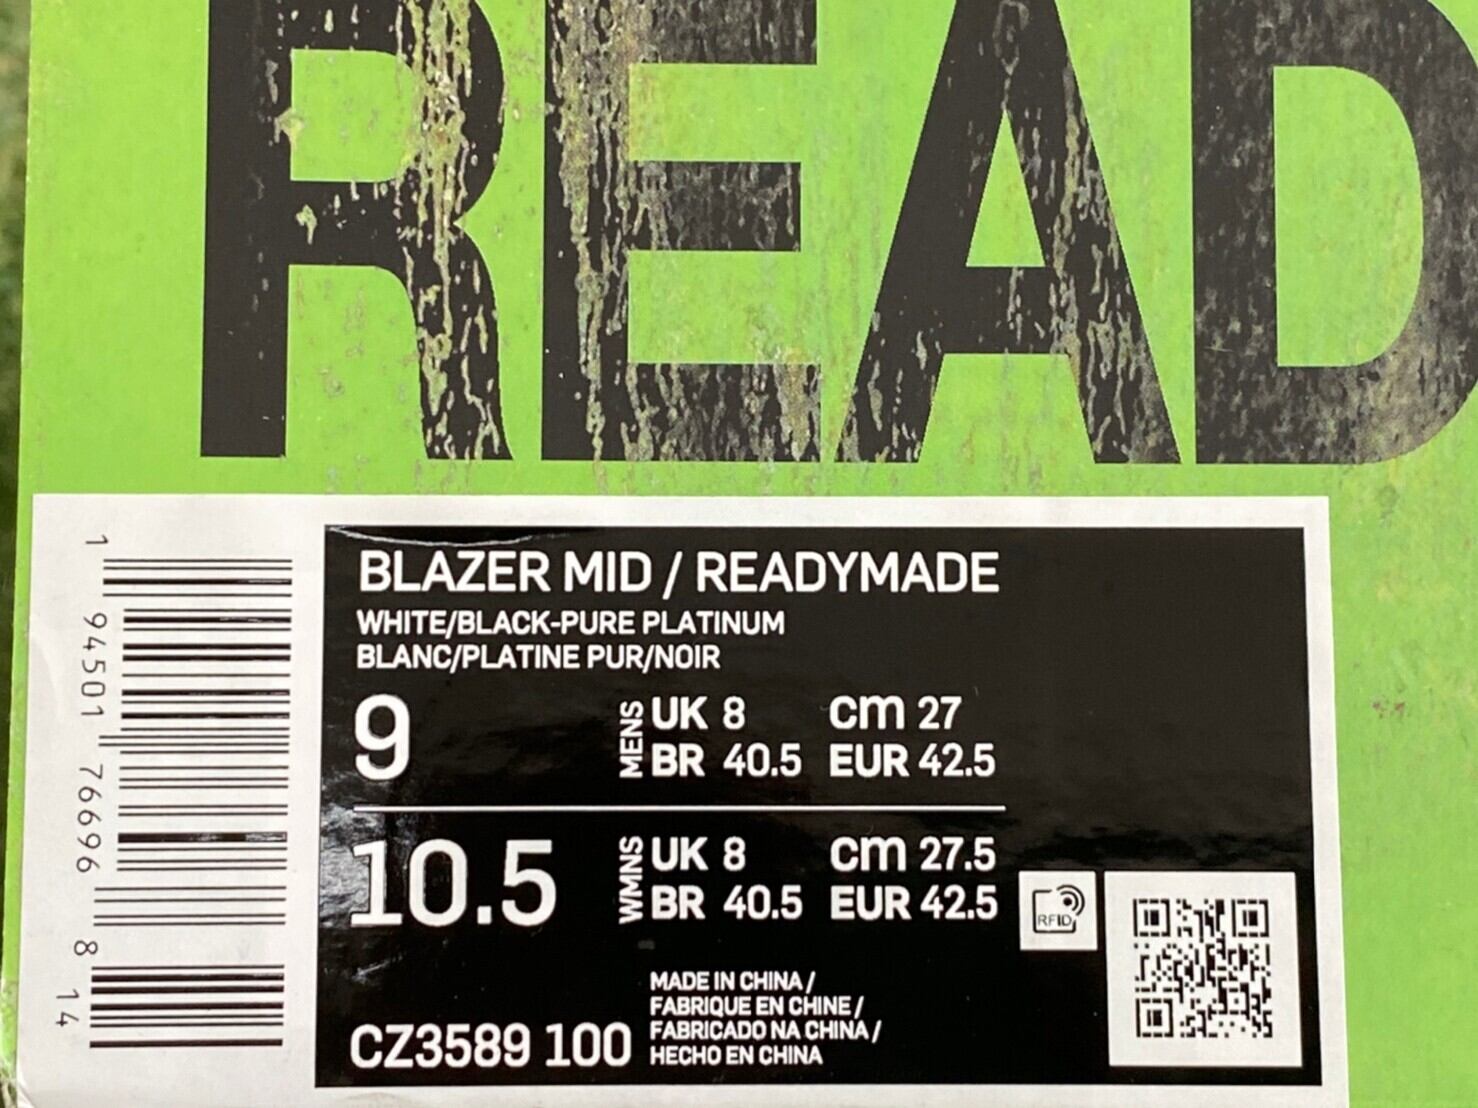 READ
BLAZER MID / READYMADE
WHITE/BLACK-PURE PLATINUM
BLANC/PLATINE PUR/NOIR
9 MENS UK 8 cm 27
BR 40.5 EUR 42.5
10.5 WMNS UK 8 cm 27.5
BR 40.5 EUR 42.5
RFID
MADE IN CHINA /
FABRIQUE EN CHINE /
FABRICADO NA CHINA /
HECHO EN CHINA
CZ3589 100
1 94501 76696 8 14